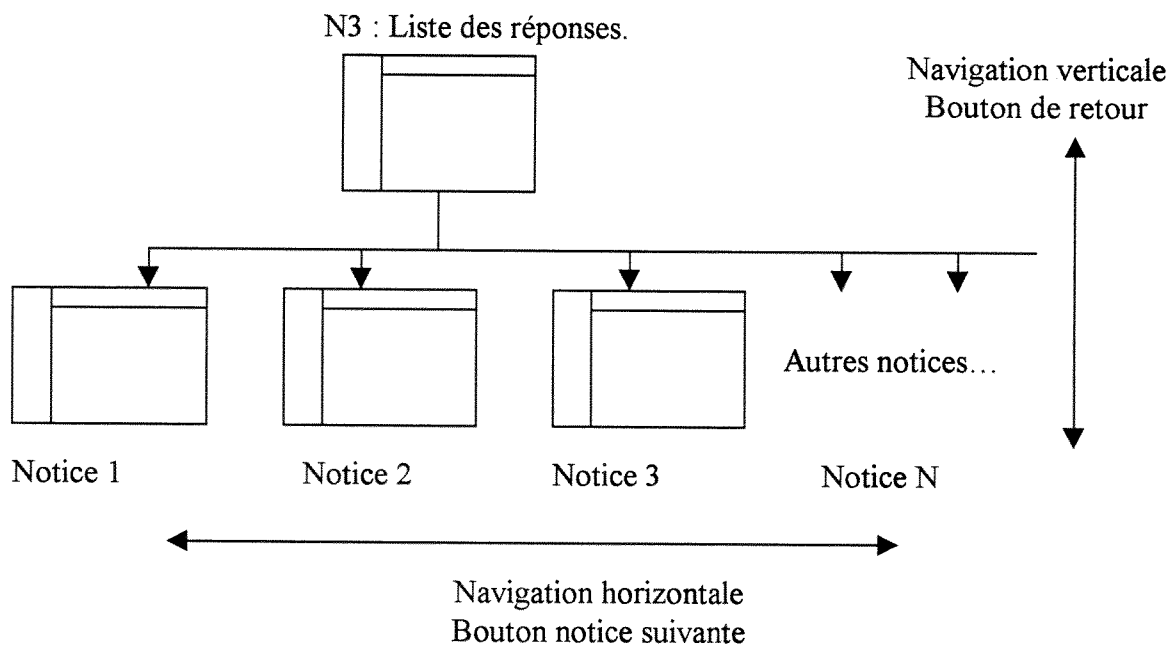 N3 : Liste des réponses.
Navigation verticale
Bouton de retour
Autres notices…
Notice 1
Notice 2
Notice 3
Notice N
Navigation horizontale
Bouton notice suivante